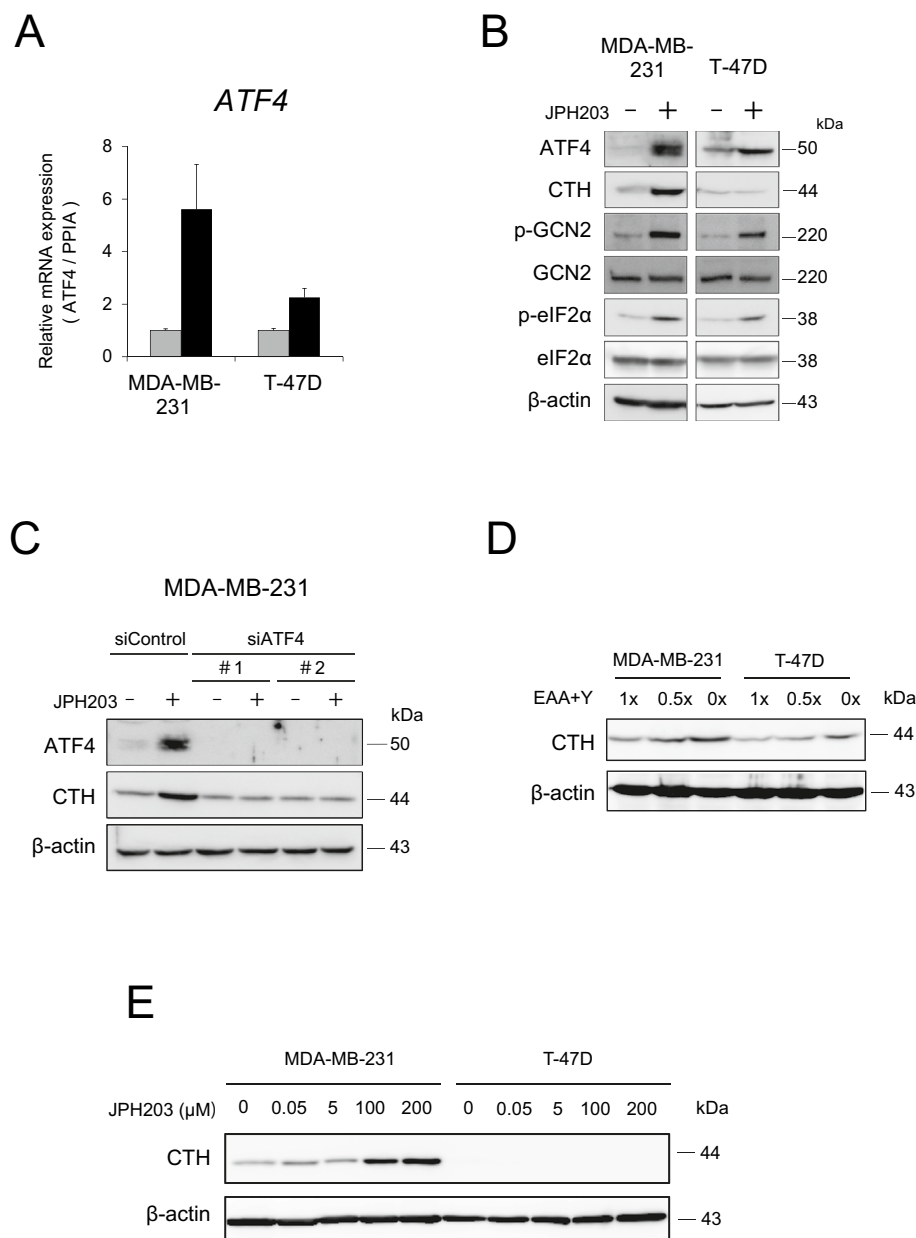 A
ATF4
Relative mRNA expression
( ATF4 / PPIA )
8
6
4
2
0
MDA-MB-
231
T-47D
B
MDA-MB-
231
T-47D
JPH203 − + − +
kDa
ATF4 50
CTH 44
p-GCN2 220
GCN2 220
p-eIF2α 38
eIF2α 38
β-actin 43
C
MDA-MB-231
siControl siATF4
#1 #2
JPH203 − + − + − +
kDa
ATF4 50
CTH 44
β-actin 43
D
MDA-MB-231 T-47D
EAA+Y 1x 0.5x 0x 1x 0.5x 0x kDa
CTH 44
β-actin 43
E
MDA-MB-231 T-47D
JPH203 (µM) 0 0.05 5 100 200 0 0.05 5 100 200 kDa
CTH 44
β-actin 43